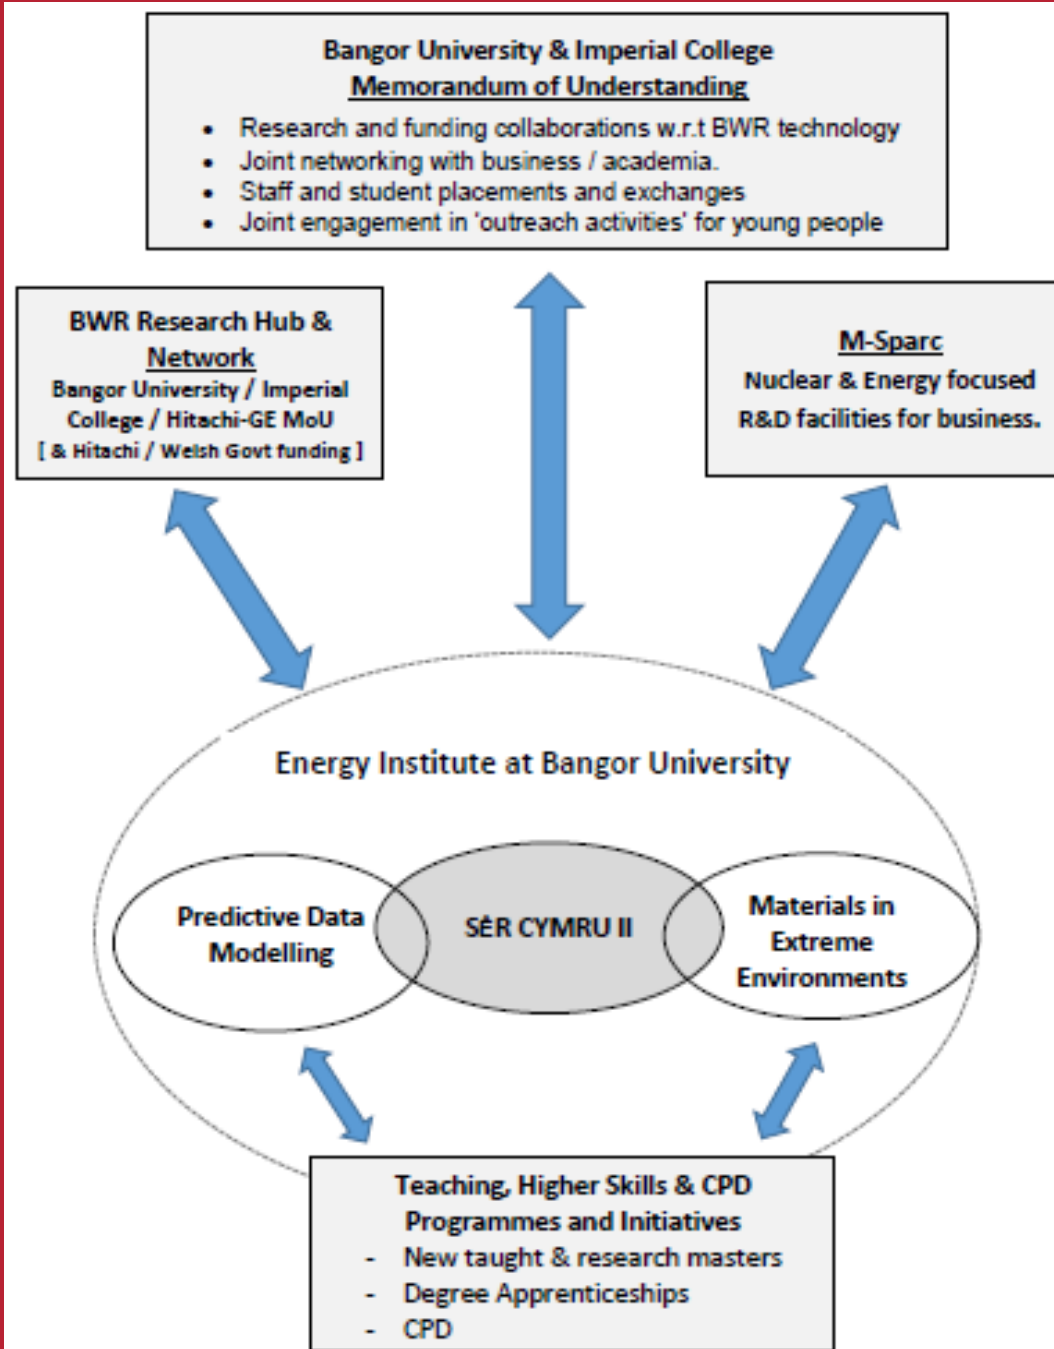 Bangor University & Imperial College
Memorandum of Understanding
• Research and funding collaborations w.r.t BWR technology
• Joint networking with business / academia.
• Staff and student placements and exchanges
• Joint engagement in 'outreach activities' for young people
BWR Research Hub &
Network
Bangor University / Imperial
College / Hitachi-GE MoU
[ & Hitachi / Welsh Govt funding ]
M-Sparc
Nuclear & Energy focused
R&D facilities for business.
Energy Institute at Bangor University
Predictive Data
Modelling
SÊR CYMRU II
Materials in
Extreme
Environments
Teaching, Higher Skills & CPD
Programmes and Initiatives
- New taught & research masters
- Degree Apprenticeships
- CPD